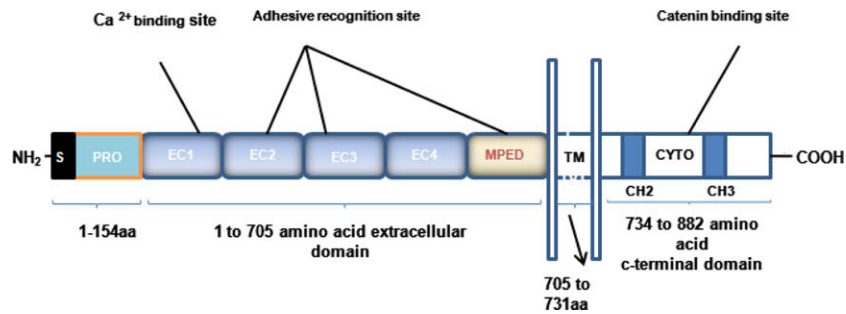 Ca 2+ binding site
Adhesive recognition site
Catenin binding site
NH2
S
PRO
EC1
EC2
EC3
EC4
MPED
TM
CYTO
COOH
CH2
CH3
1-154aa
1 to 705 amino acid extracellular
domain
734 to 882 amino
acid
c-terminal domain
705 to
731aa